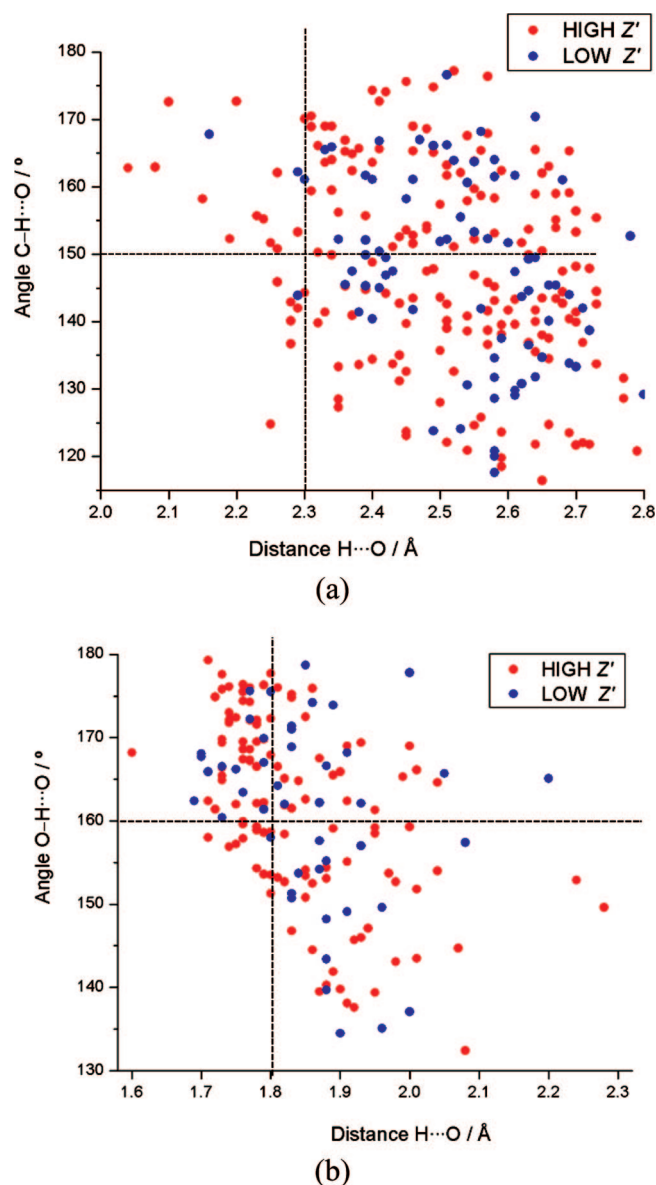 180
170
160
150
140
130
120
Angle C–H···O / º
HIGH Z'
LOW Z'
2.0 2.1 2.2 2.3 2.4 2.5 2.6 2.7 2.8
Distance H···O / Å
(a)
180
170
160
150
140
130
Angle O–H···O / º
HIGH Z'
LOW Z'
1.6 1.7 1.8 1.9 2.0 2.1 2.2 2.3
Distance H···O / Å
(b)